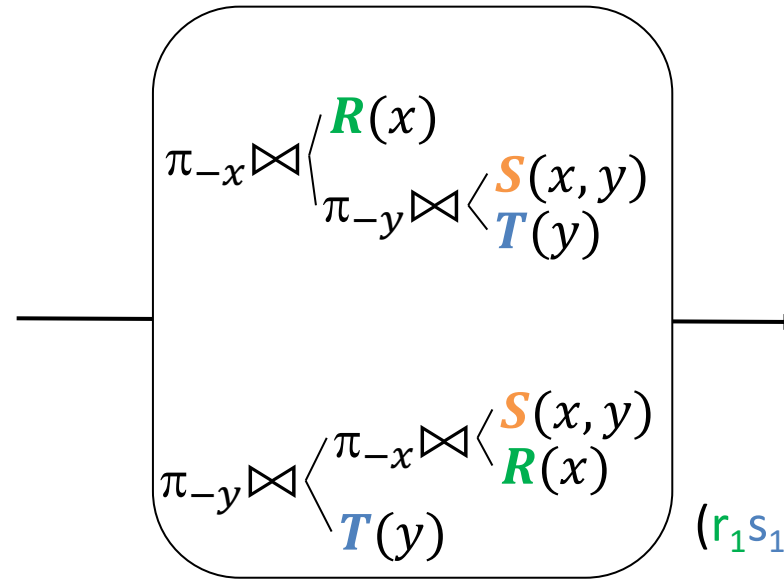 R(x)
π₋ₓ⋈
S(x, y)
π₋y⋈
T(y)
S(x, y)
π₋ₓ⋈
R(x)
π₋y⋈
T(y)
(r₁s₁